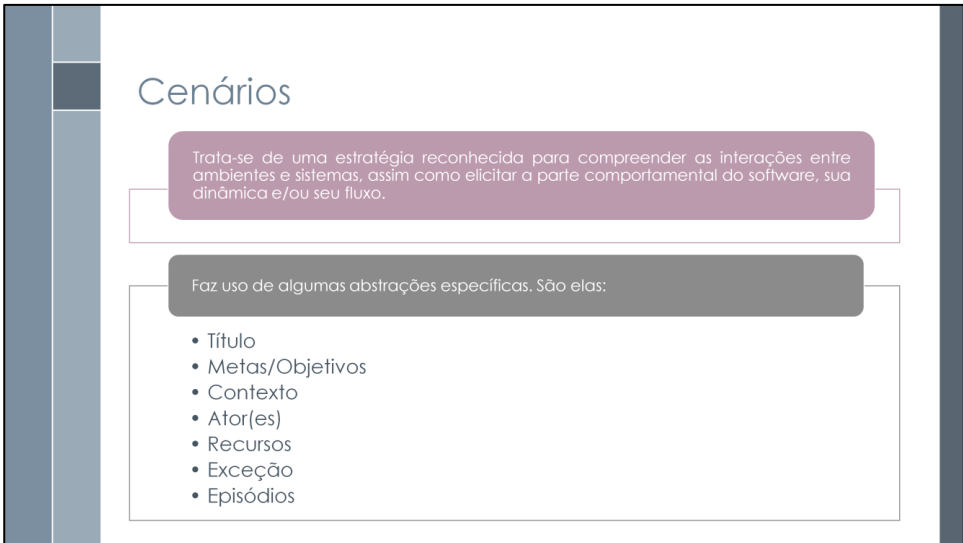 Cenários
Trata-se de uma estratégia reconhecida para compreender as interações entre
ambientes e sistemas, assim como elicitar a parte comportamental do software, sua
dinâmica e/ou seu fluxo.
Faz uso de algumas abstrações específicas. São elas:
• Título
• Metas/Objetivos
• Contexto
• Ator(es)
• Recursos
• Exceção
• Episódios